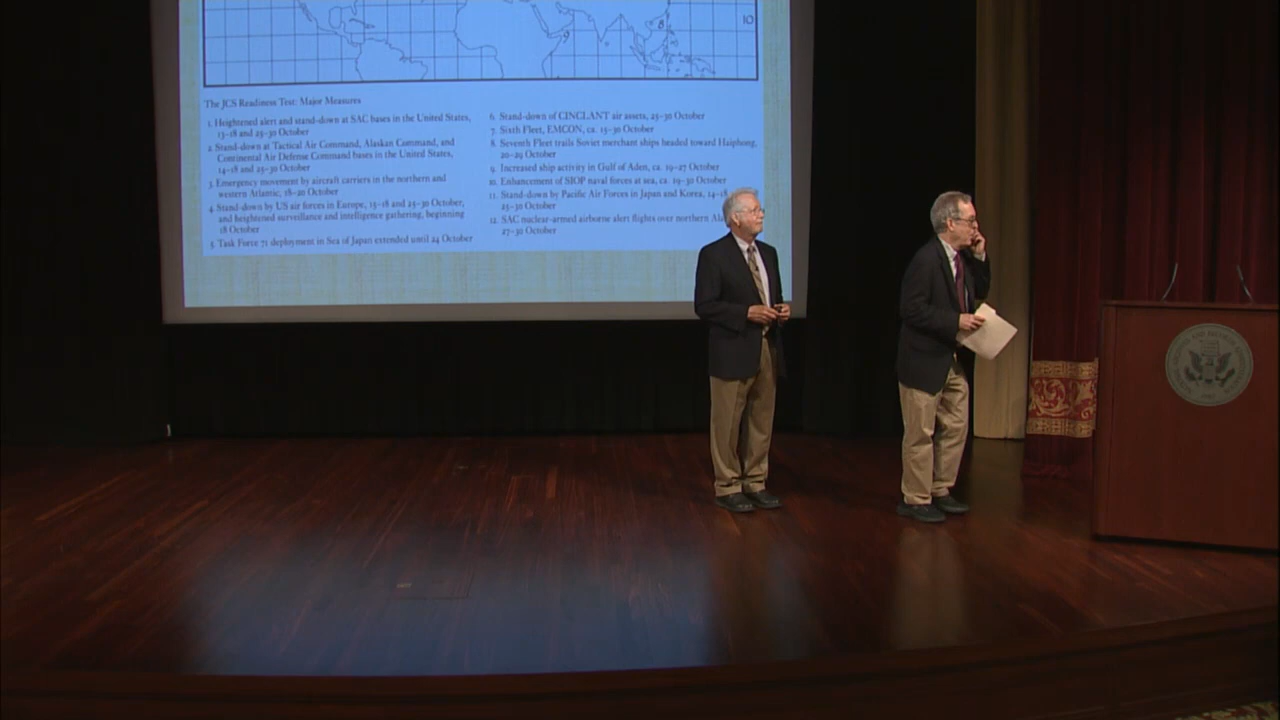 10
8
9
The JCS Readiness Test: Major Measures
1. Heightened alert and stand-down at SAC bases in the United States,
13-18 and 25-30 October
2. Stand-down at Tactical Air Command, Alaskan Command, and
Continental Air Defense Command bases in the United States,
14-18 and 25-30 October
3. Emergency movement by aircraft carriers in the northern and
western Atlantic, 18-20 October
4. Stand-down by US air forces in Europe, 15-18 and 25-30 October,
and heightened surveillance and intelligence gathering, beginning
18 October
5. Task Force 71 deployment in Sea of Japan extended until 24 October
6. Stand-down of CINCLANT air assets, 25-30 October
7. Sixth Fleet, EMCON, ca. 15-30 October
8. Seventh Fleet trails Soviet merchant ships headed toward Haiphong,
20-29 October
9. Increased ship activity in Gulf of Aden, ca. 19-27 October
10. Enhancement of SIOP naval forces at sea, ca. 19-30 October
11. Stand-down by Pacific Air Forces in Japan and Korea, 14-18
25-30 October
12. SAC nuclear-armed airborne alert flights over northern Ala
27-30 October